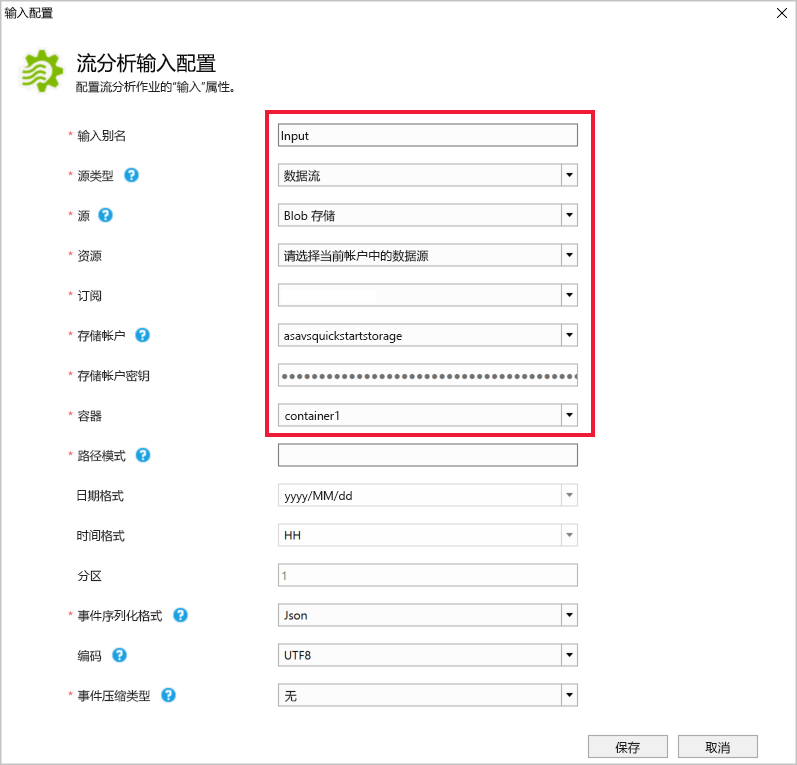 输入配置
流分析输入配置
配置流分析作业的“输入”属性。
* 输入别名 Input
* 源类型 ? 数据流
* 源 ? Blob 存储
* 资源 请选择当前帐户中的数据源
* 订阅
* 存储帐户 ? asavsquickstartstorage
* 存储帐户密钥
* 容器 container1
* 路径模式 ?
日期格式 yyyy/MM/dd
时间格式 HH
分区 1
* 事件序列化格式 ? Json
编码 ? UTF8
* 事件压缩类型 ? 无
保存 取消